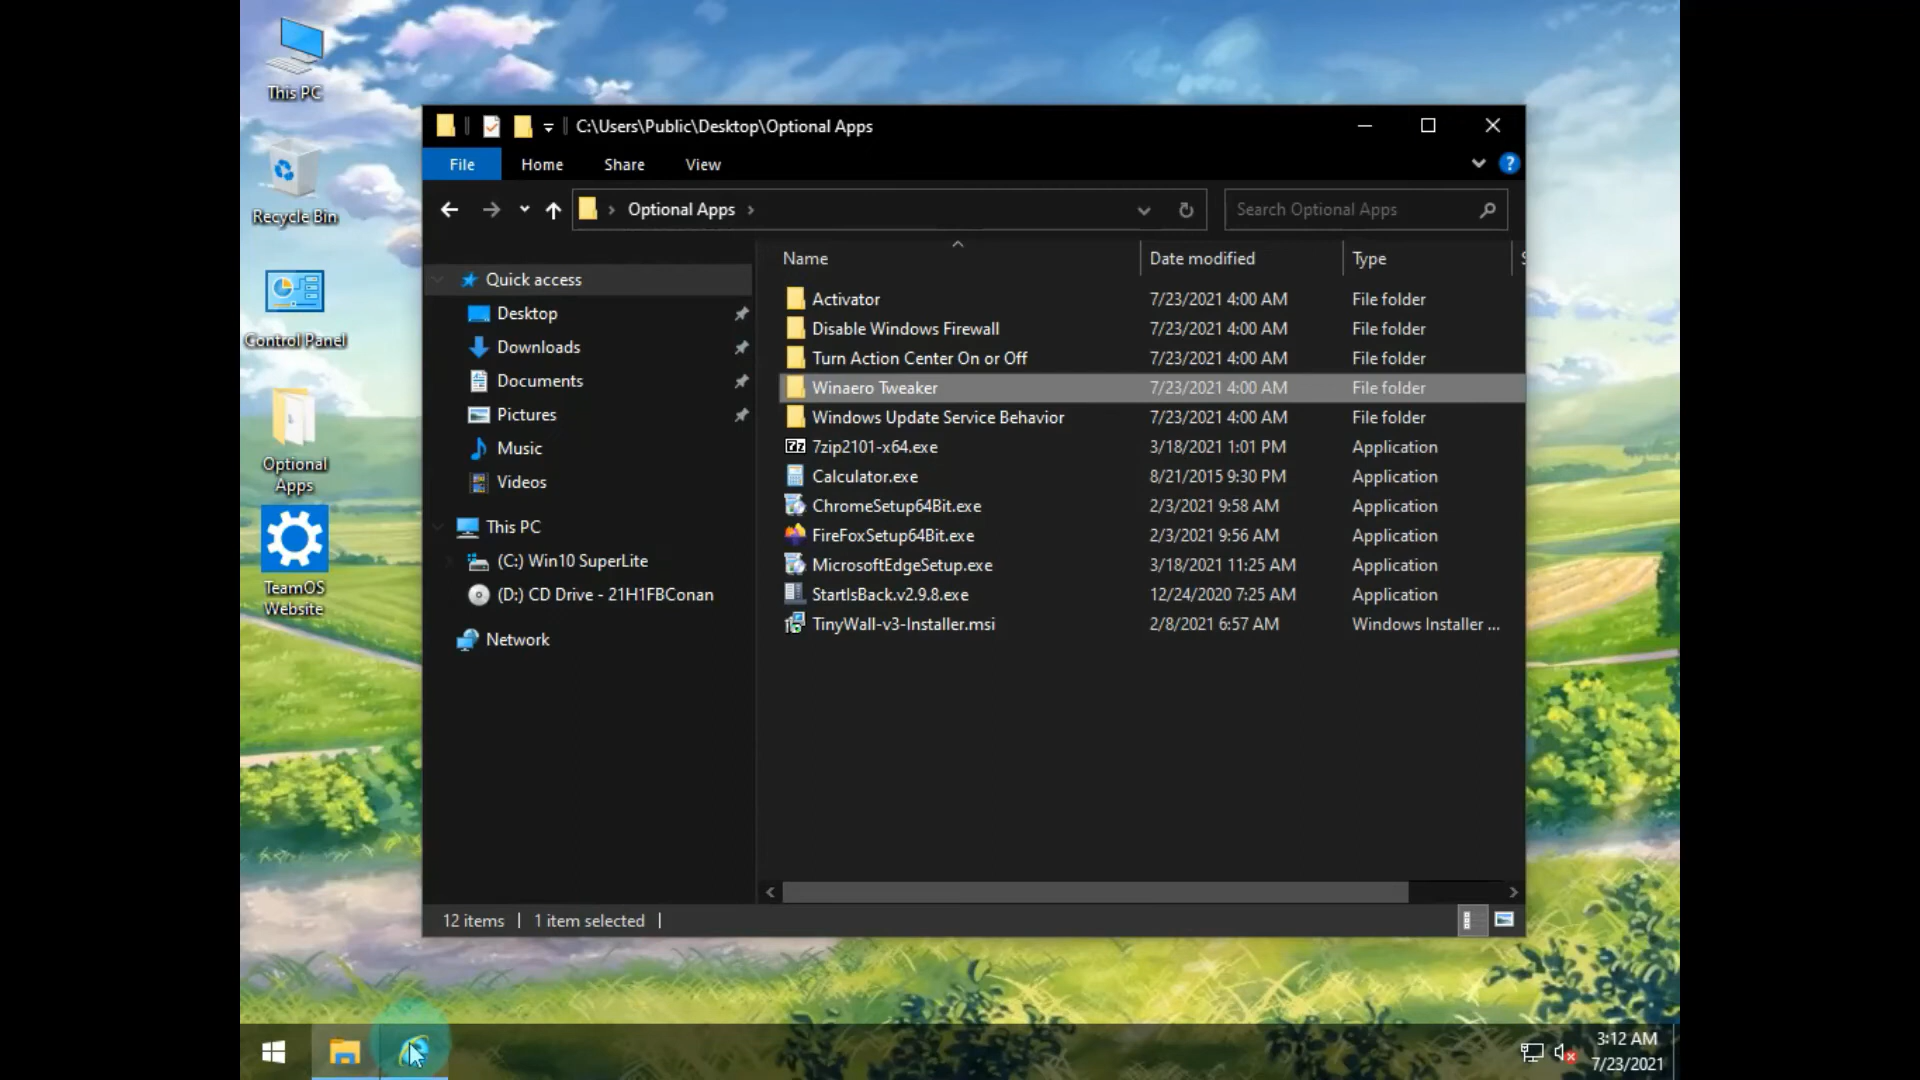 This PC
Recycle Bin
Control Panel
Optional
Apps
TeamOS
Website
C:\Users\Public\Desktop\Optional Apps
File Home Share View
?
Optional Apps
Search Optional Apps
Name Date modified Type
Quick access
Desktop
Downloads
Documents
Pictures
Music
Videos
This PC
(C:) Win10 SuperLite
(D:) CD Drive - 21H1FBConan
Network
Activator 7/23/2021 4:00 AM File folder
Disable Windows Firewall 7/23/2021 4:00 AM File folder
Turn Action Center On or Off 7/23/2021 4:00 AM File folder
Winaero Tweaker 7/23/2021 4:00 AM File folder
Windows Update Service Behavior 7/23/2021 4:00 AM File folder
7z 7zip2101-x64.exe 3/18/2021 1:01 PM Application
Calculator.exe 8/21/2015 9:30 PM Application
ChromeSetup64Bit.exe 2/3/2021 9:58 AM Application
FireFoxSetup64Bit.exe 2/3/2021 9:56 AM Application
MicrosoftEdgeSetup.exe 3/18/2021 11:25 AM Application
StartIsBack.v2.9.8.exe 12/24/2020 7:25 AM Application
TinyWall-v3-Installer.msi 2/8/2021 6:57 AM Windows Installer ...
12 items 1 item selected
3:12 AM
7/23/2021